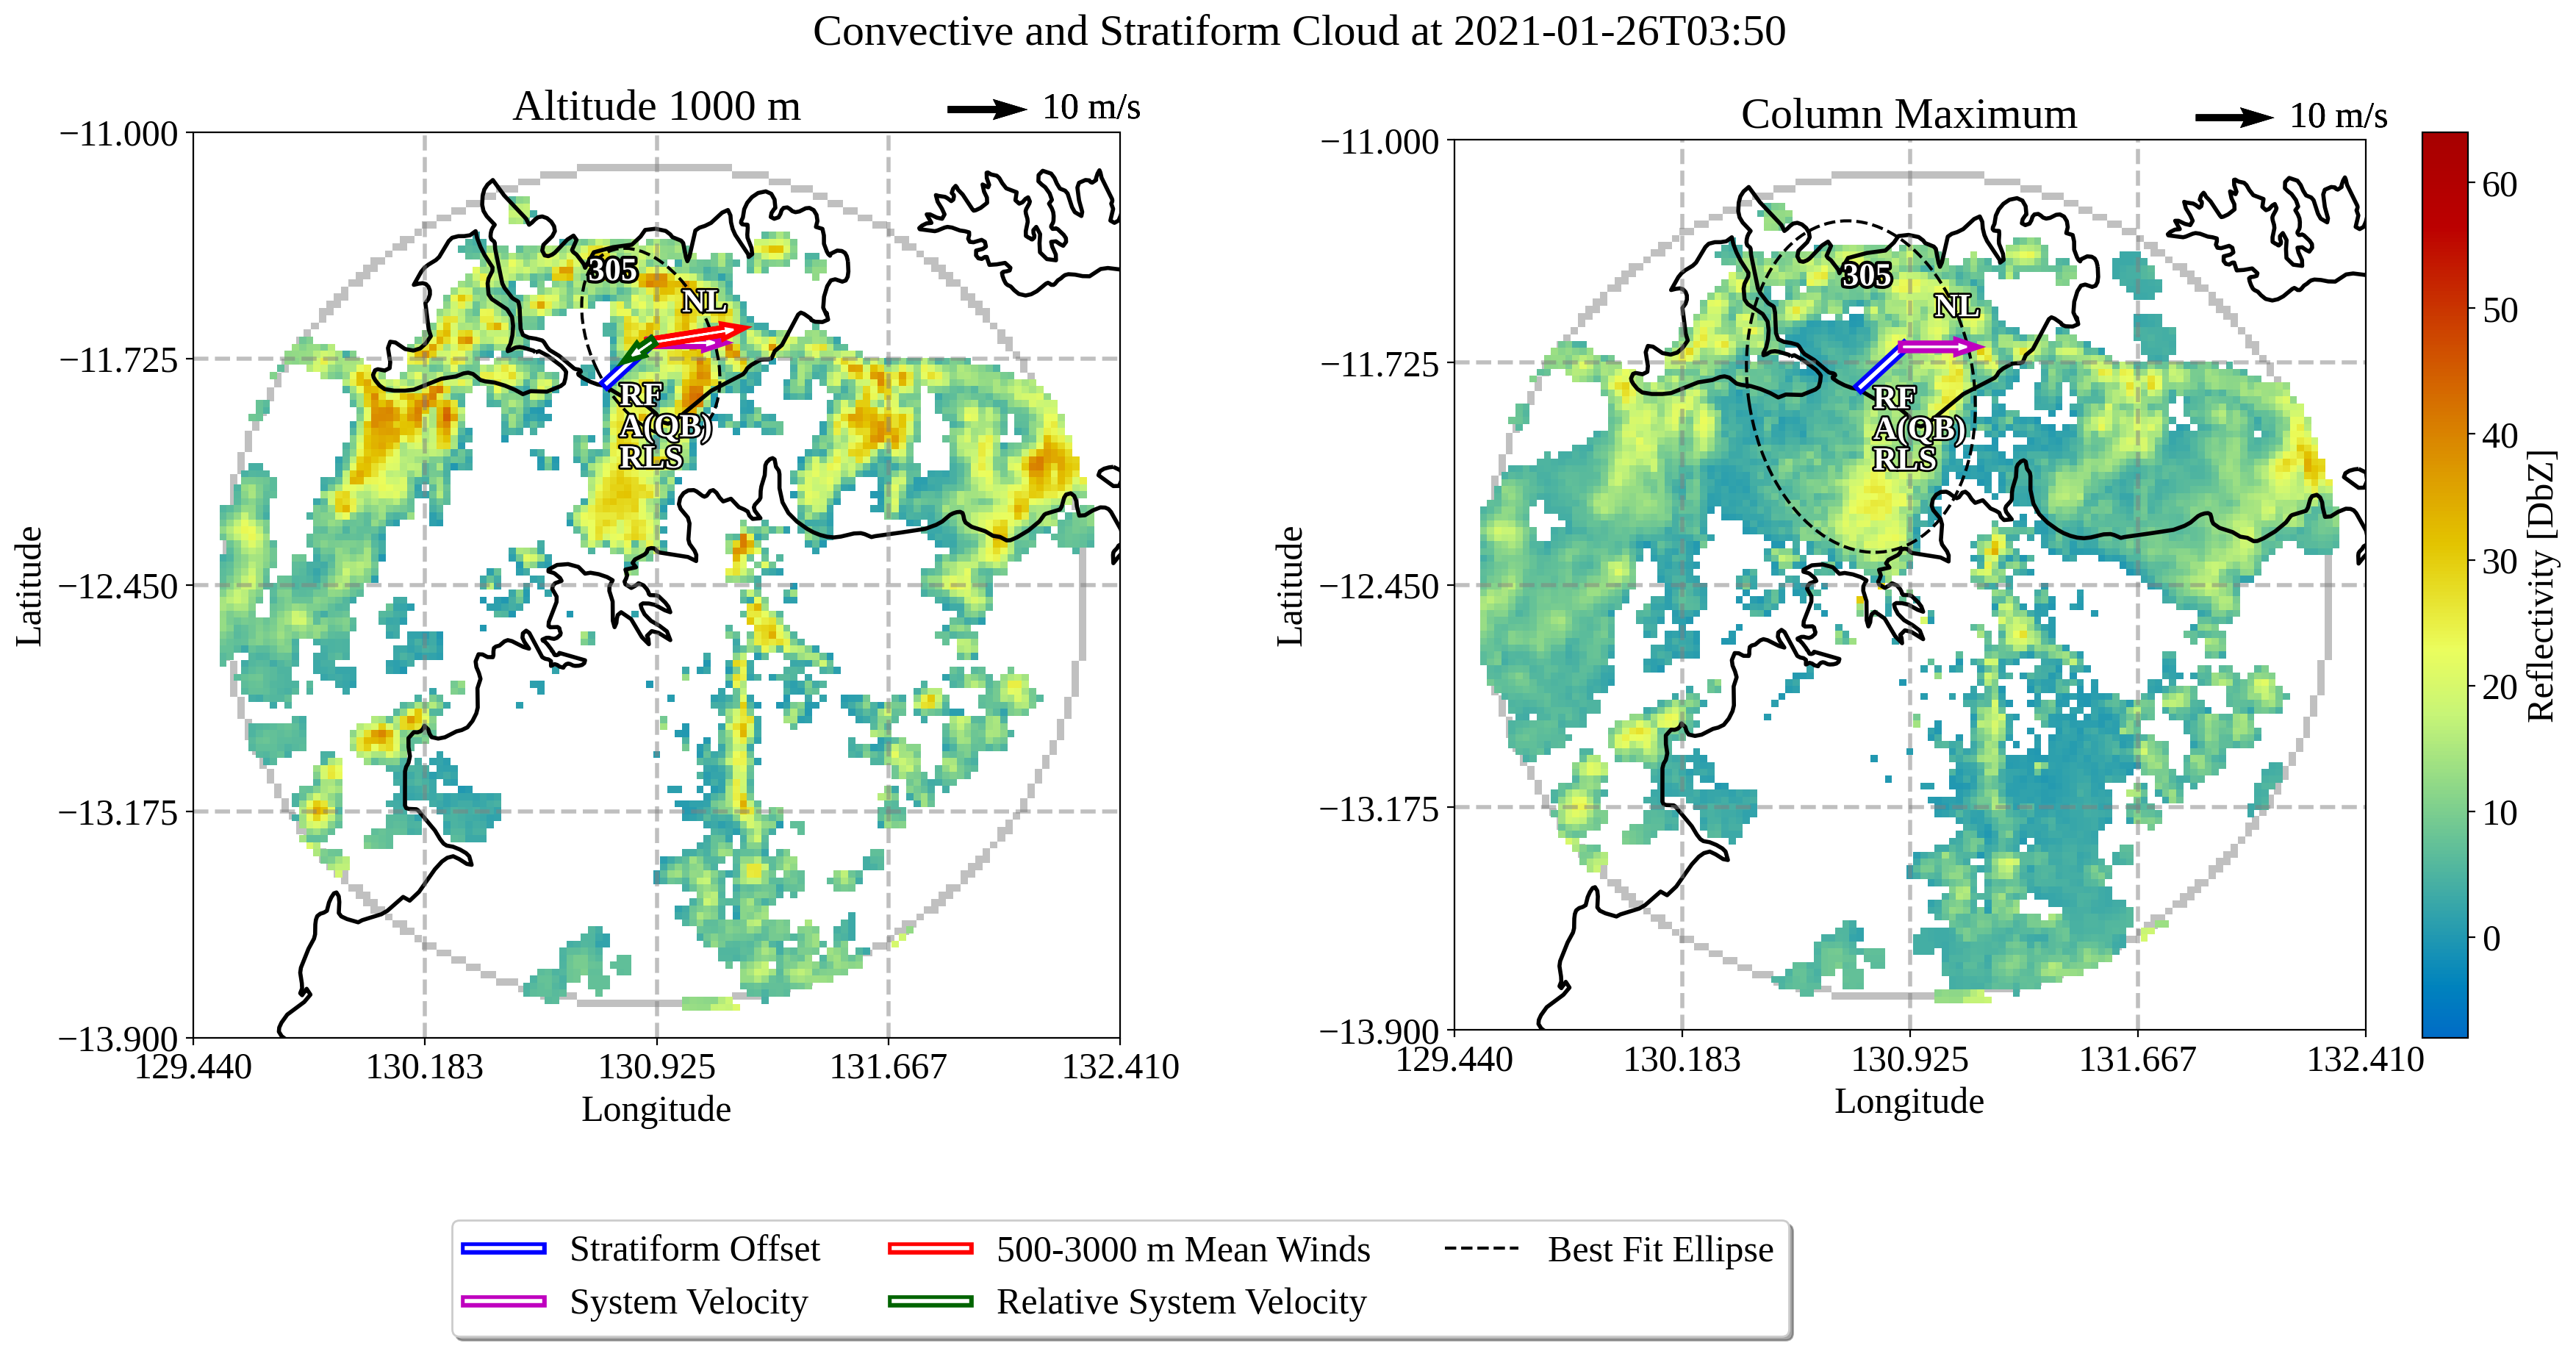 Convective and Stratiform Cloud at 2021-01-26T03:50
Altitude 1000 m
10 m/s
−11.000
−11.725
−12.450
−13.175
−13.900
Latitude
129.440
130.183
130.925
131.667
132.410
Longitude
305
NL
RF
A(QB)
RLS
Column Maximum
10 m/s
−11.000
−11.725
−12.450
−13.175
−13.900
Latitude
129.440
130.183
130.925
131.667
132.410
Longitude
305
NL
RF
A(QB)
RLS
60
50
40
30
20
10
0
Reflectivity [DbZ]
Stratiform Offset
System Velocity
500-3000 m Mean Winds
Relative System Velocity
Best Fit Ellipse